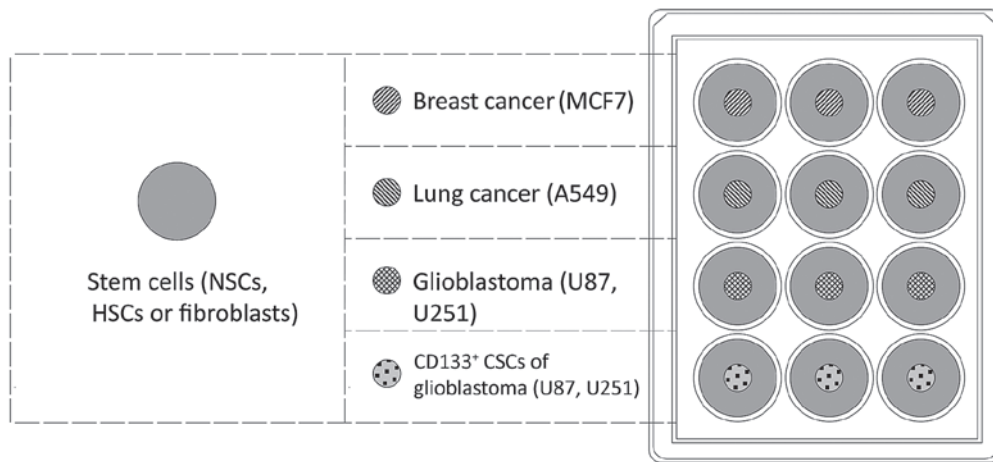 Breast cancer (MCF7)
Lung cancer (A549)
Stem cells (NSCs,
HSCs or fibroblasts)
Glioblastoma (U87,
U251)
CD133⁺ CSCs of
glioblastoma (U87, U251)